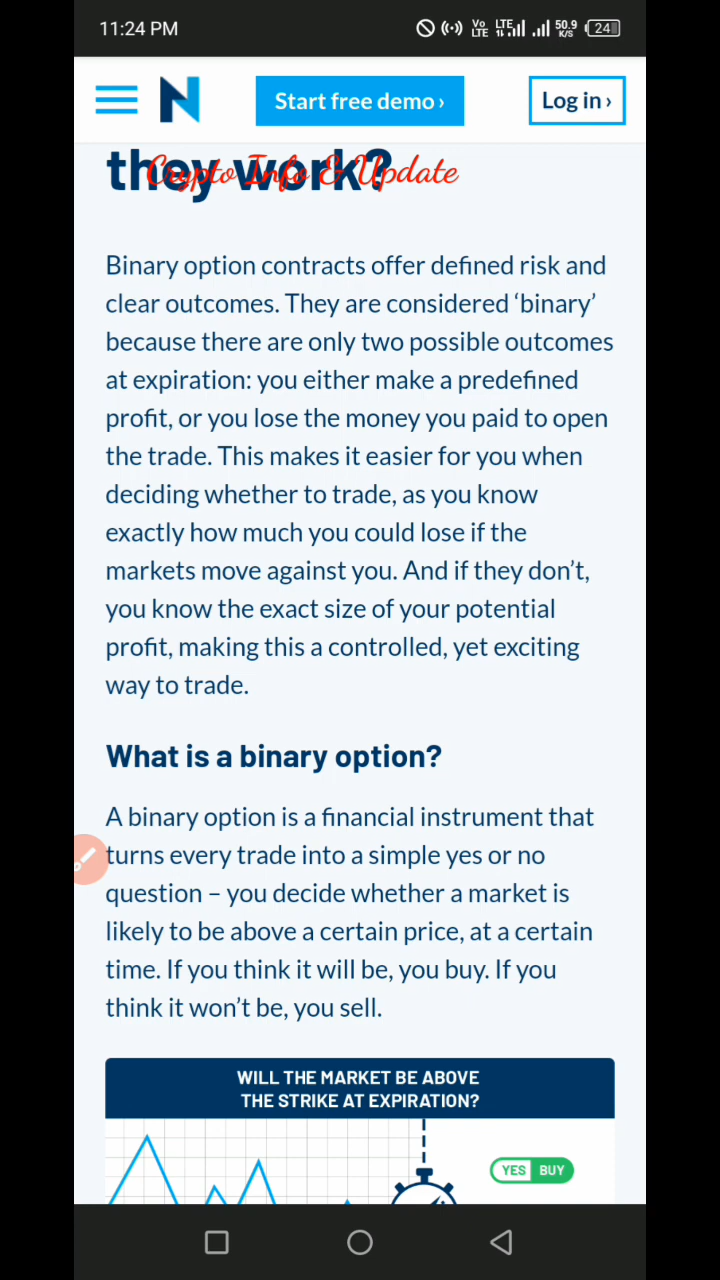 11:24 PM
Vo LTE LTE 50.9 K/S 24
N Start free demo › Log in ›
they work?
Crypto Info & Update
Binary option contracts offer defined risk and
clear outcomes. They are considered ‘binary’
because there are only two possible outcomes
at expiration: you either make a predefined
profit, or you lose the money you paid to open
the trade. This makes it easier for you when
deciding whether to trade, as you know
exactly how much you could lose if the
markets move against you. And if they don’t,
you know the exact size of your potential
profit, making this a controlled, yet exciting
way to trade.
What is a binary option?
A binary option is a financial instrument that
turns every trade into a simple yes or no
question – you decide whether a market is
likely to be above a certain price, at a certain
time. If you think it will be, you buy. If you
think it won’t be, you sell.
WILL THE MARKET BE ABOVE
THE STRIKE AT EXPIRATION?
YES BUY